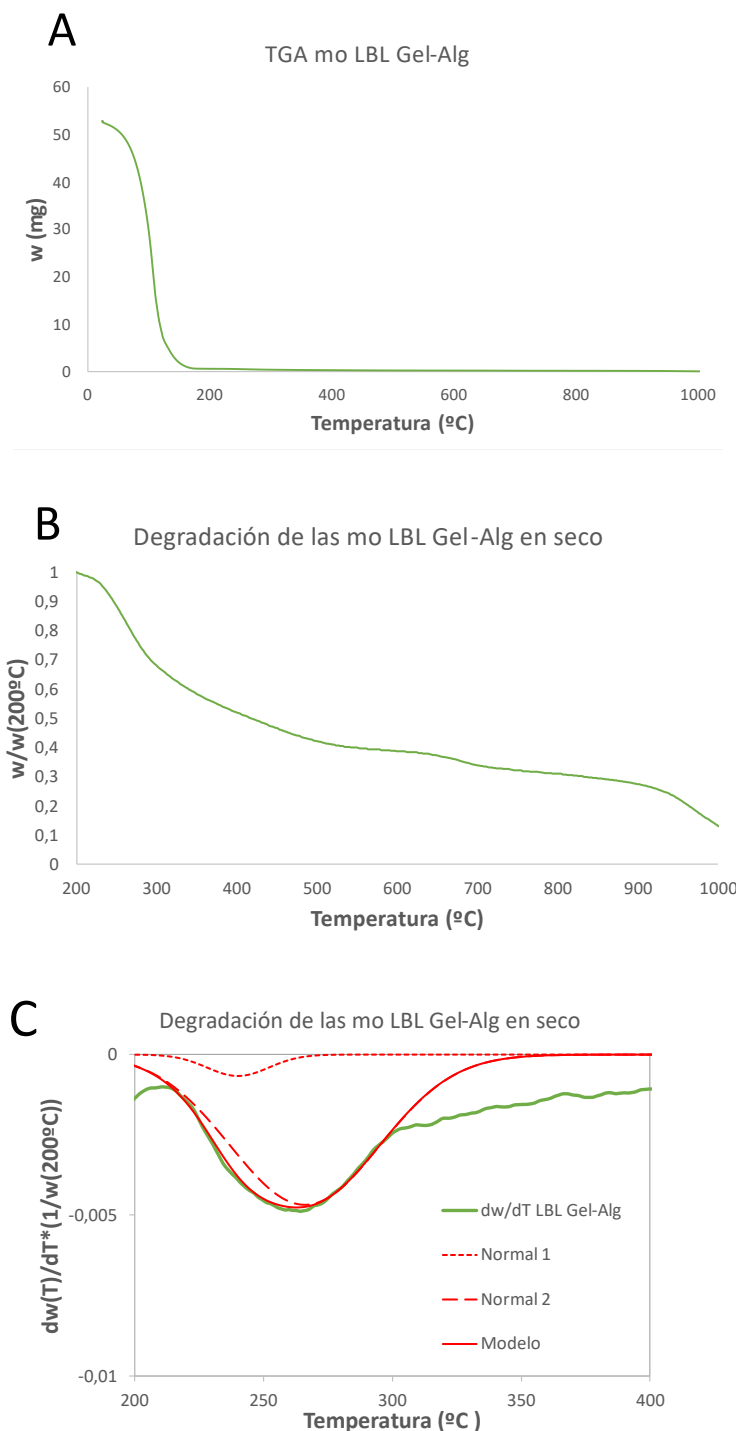 A
TGA mo LBL Gel-Alg
60
50
40
30
20
10
0
w (mg)
0 200 400 600 800 1000
Temperatura (ºC)
B
Degradación de las mo LBL Gel-Alg en seco
1
0,9
0,8
0,7
0,6
0,5
0,4
0,3
0,2
0,1
0
w/w(200ºC)
200 300 400 500 600 700 800 900 1000
Temperatura (ºC)
C
Degradación de las mo LBL Gel-Alg en seco
0
-0,005
-0,01
dw(T)/dT*(1/w(200ºC))
dw/dT LBL Gel-Alg
Normal 1
Normal 2
Modelo
200 250 300 350 400
Temperatura (ºC )